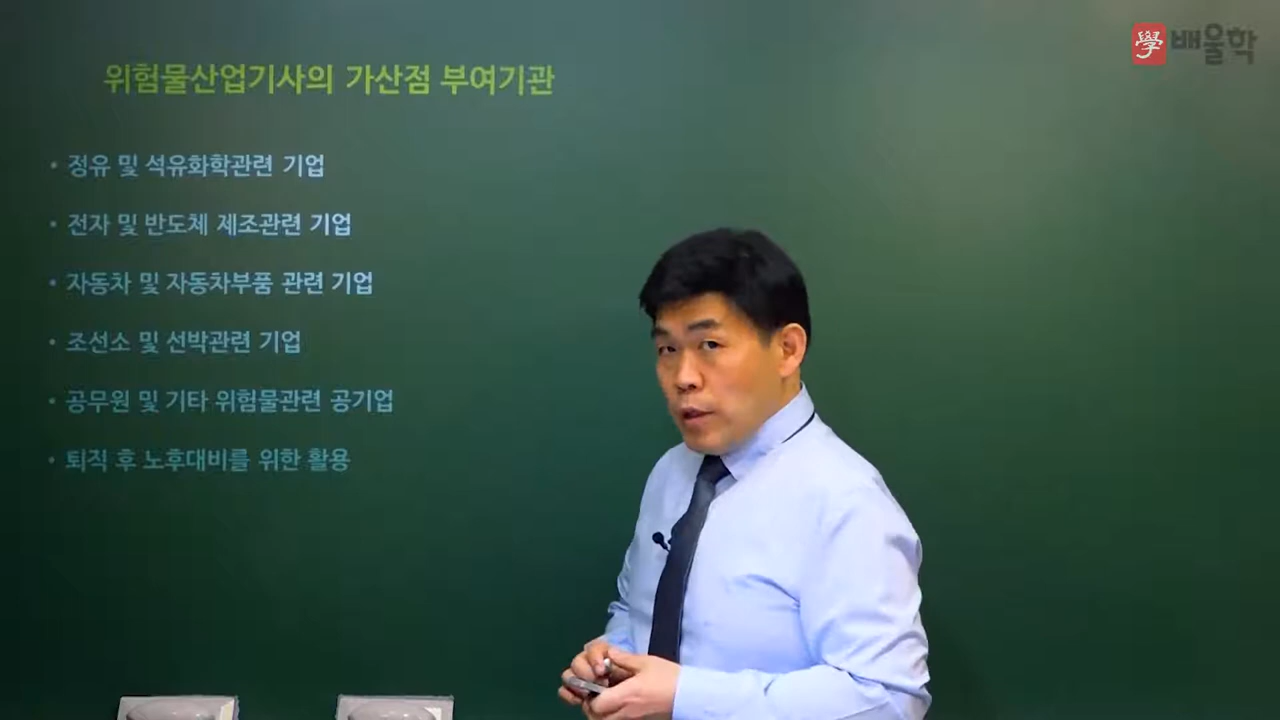 學 배울학
위험물산업기사의 가산점 부여기관
• 정유 및 석유화학관련 기업
• 전자 및 반도체 제조관련 기업
• 자동차 및 자동차부품 관련 기업
• 조선소 및 선박관련 기업
• 공무원 및 기타 위험물관련 공기업
• 퇴직 후 노후대비를 위한 활용